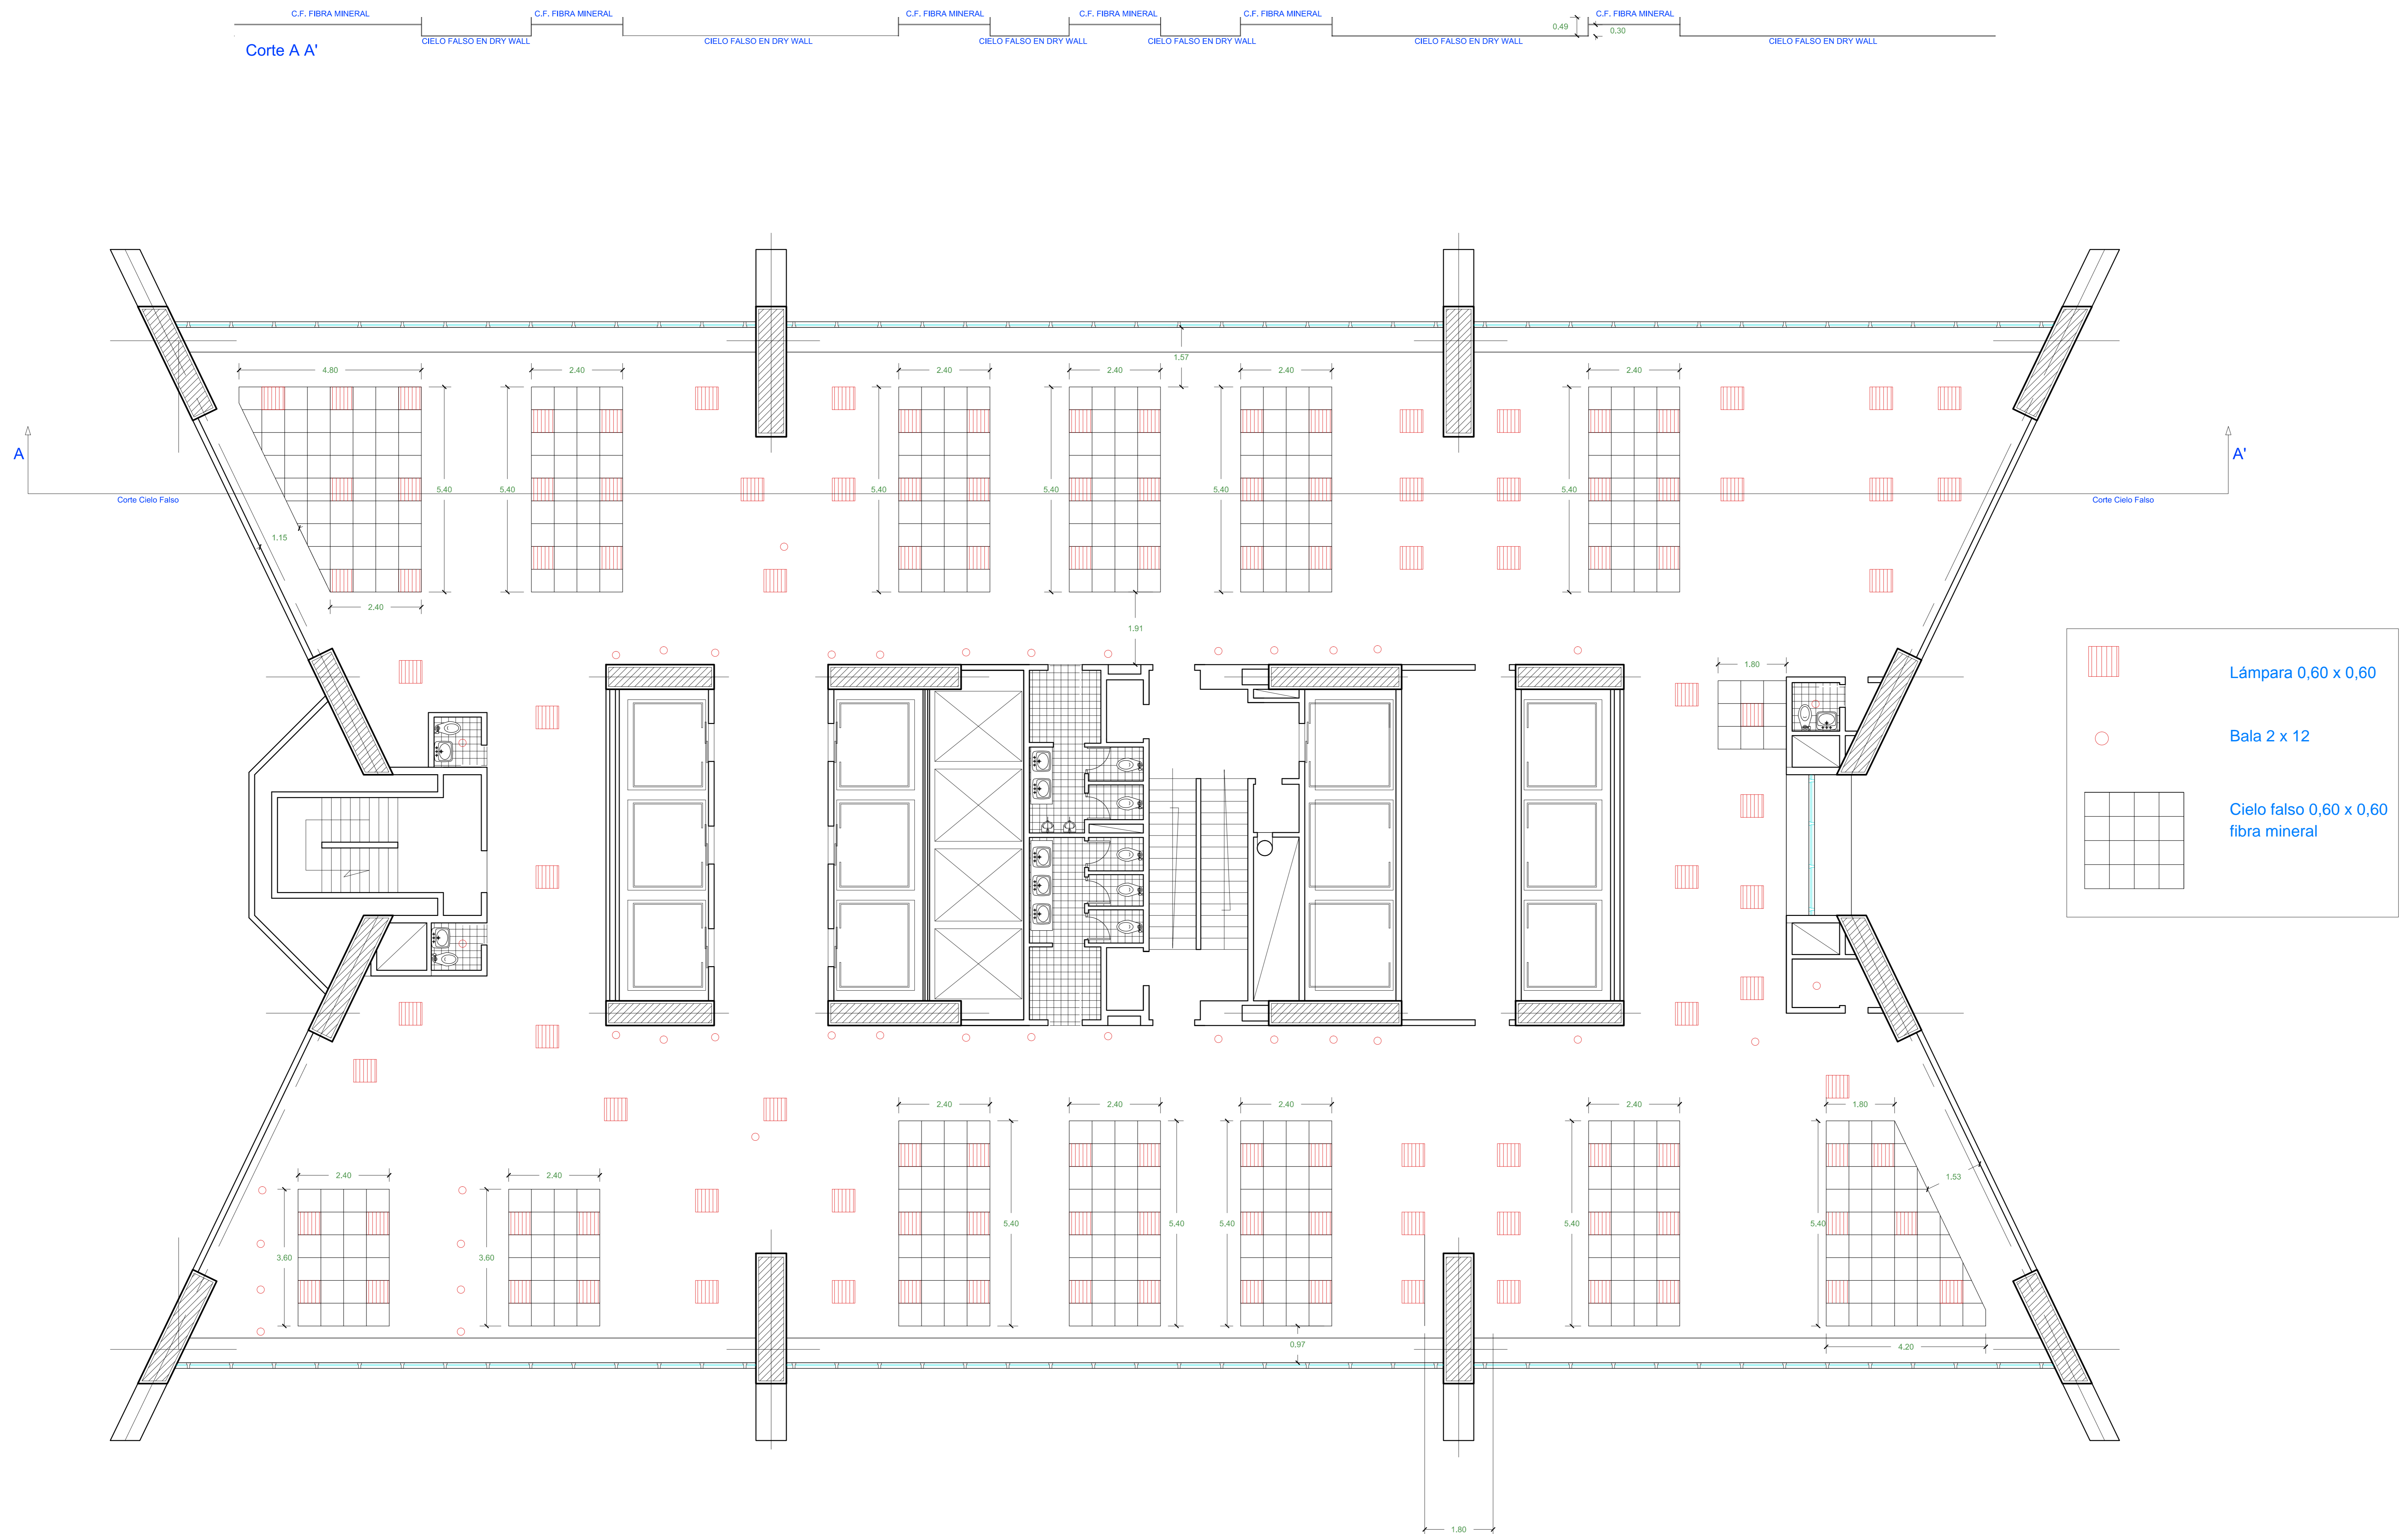 C.F. FIBRA MINERAL
C.F. FIBRA MINERAL
C.F. FIBRA MINERAL
C.F. FIBRA MINERAL
C.F. FIBRA MINERAL
C.F. FIBRA MINERAL
0.49
0.30
CIELO FALSO EN DRY WALL
CIELO FALSO EN DRY WALL
CIELO FALSO EN DRY WALL
CIELO FALSO EN DRY WALL
CIELO FALSO EN DRY WALL
CIELO FALSO EN DRY WALL
Corte A A'
1.57
4.80
2.40
2.40
2.40
2.40
2.40
A
A'
5.40
5.40
5.40
5.40
5.40
5.40
Corte Cielo Falso
Corte Cielo Falso
1.15
2.40
1.91
1.80
Lámpara 0,60 x 0,60
Bala 2 x 12
Cielo falso 0,60 x 0,60
fibra mineral
2.40
2.40
2.40
2.40
1.80
2.40
2.40
1.53
5.40
5.40
5.40
5.40
5.40
3.60
3.60
0.97
4.20
1.80